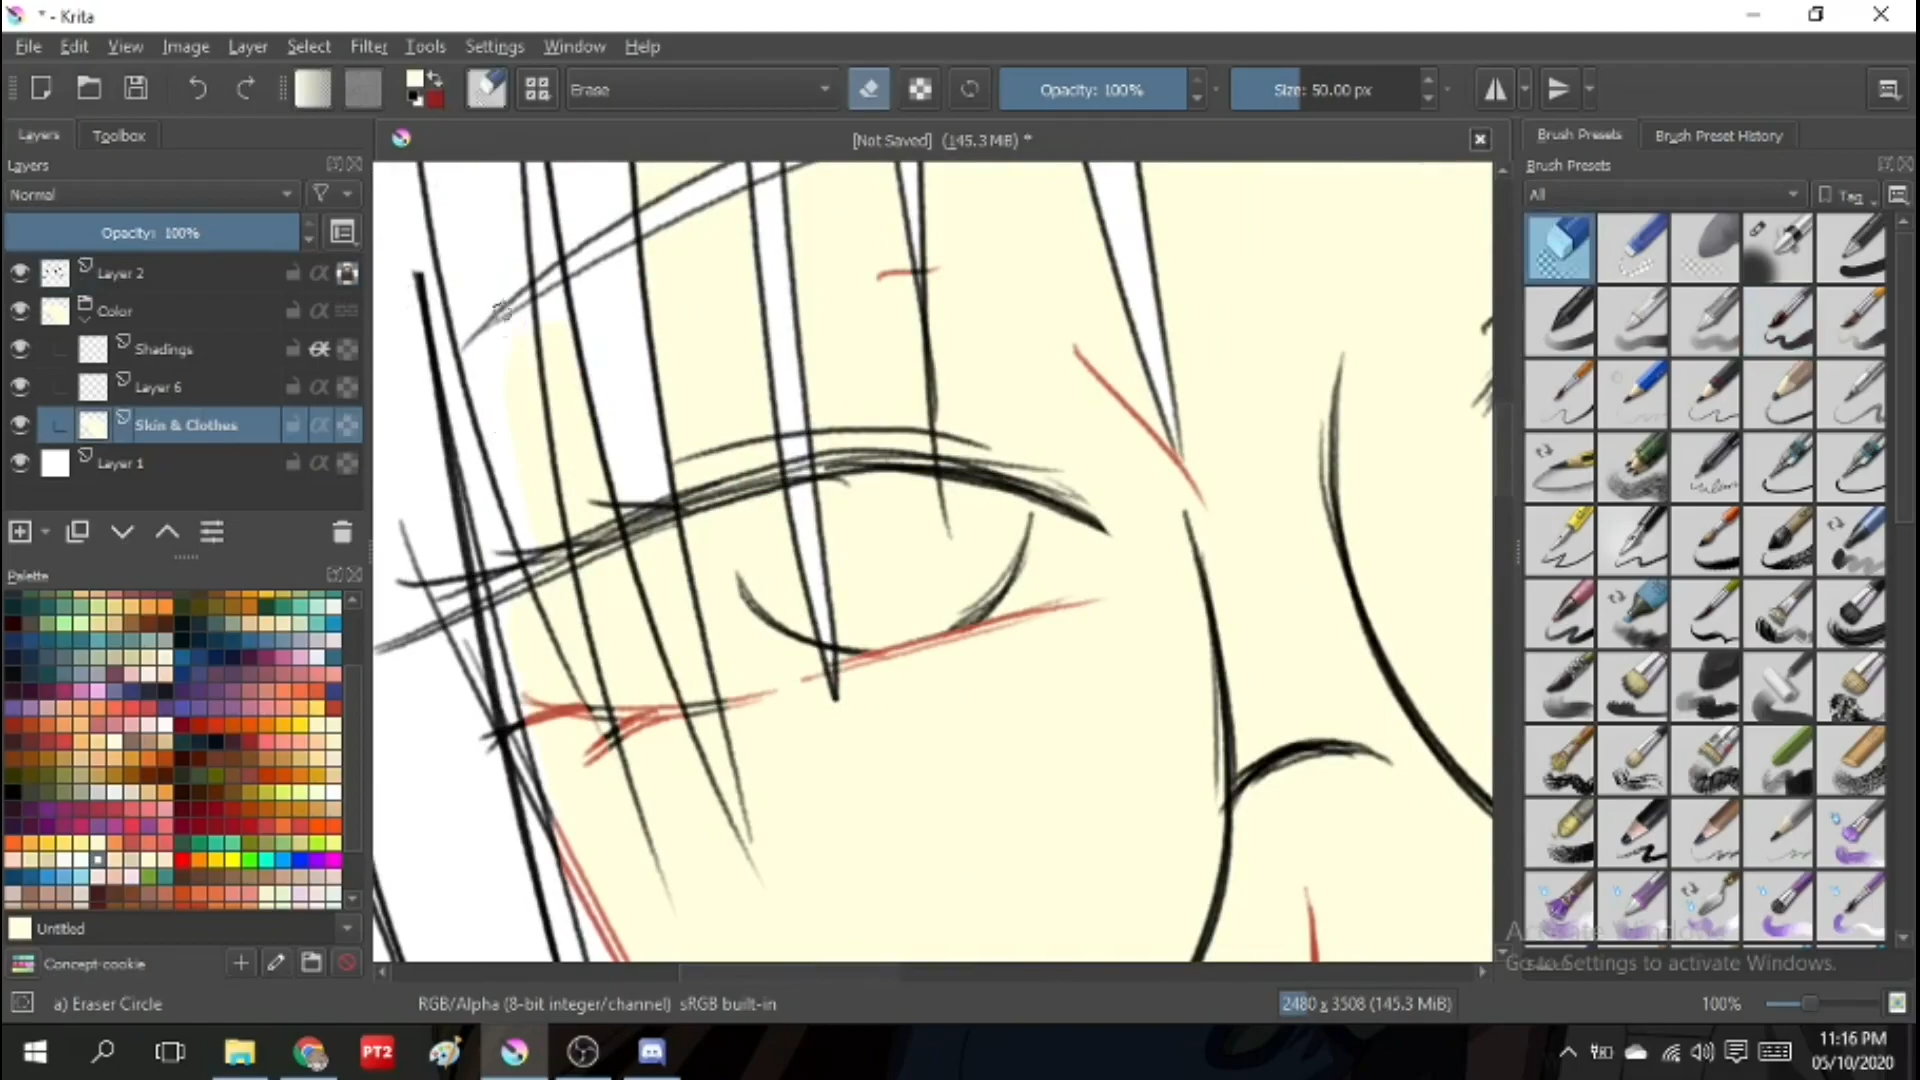 * - Krita
File Edit View Image Layer Select Filter Tools Settings Window Help
Erase Opacity: 100% Size: 50.00 px
Layers Toolbox [Not Saved] (145.3 MiB) * Brush Presets Brush Preset History
Layers Brush Presets
Normal All Tag
Opacity: 100%
Layer 2
Color
Shadings
Layer 6
Skin & Clothes
Layer 1
Palette
Untitled
Concept-cookie
Activate Windows
Go to Settings to activate Windows.
a) Eraser Circle RGB/Alpha (8-bit integer/channel) sRGB built-in 2480 x 3508 (145.3 MiB) 100%
PT2
11:16 PM
05/10/2020